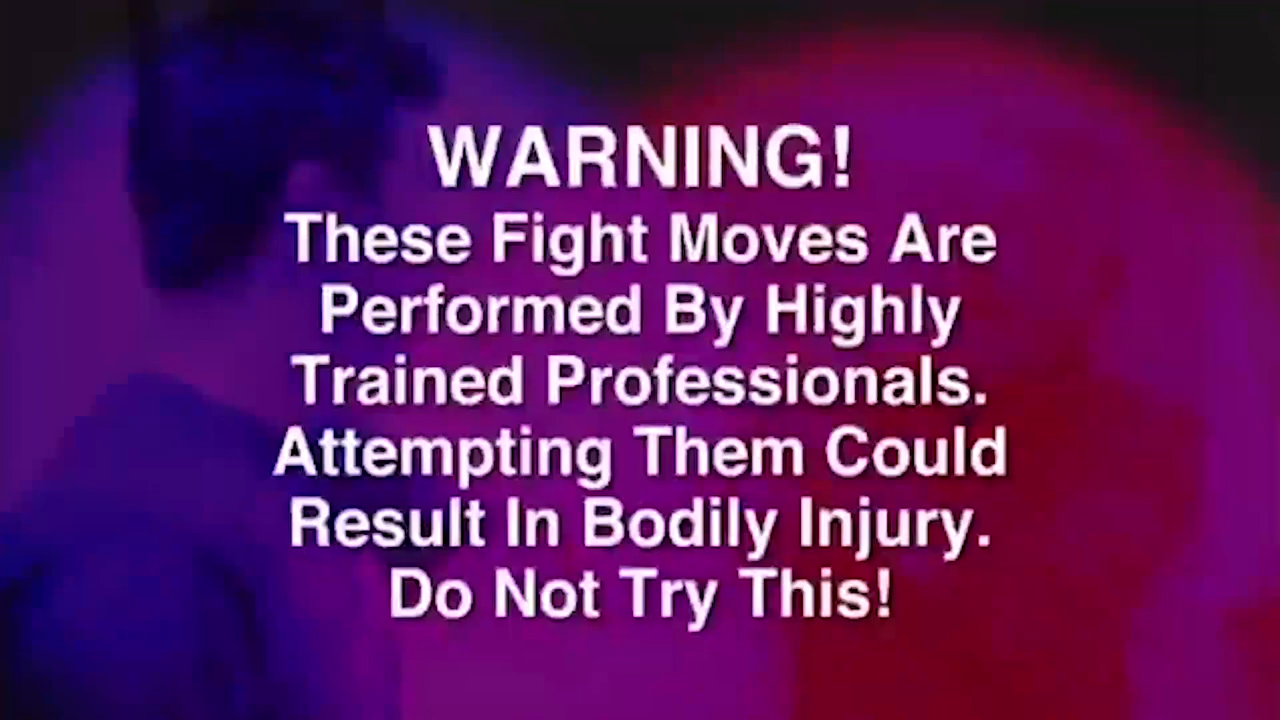 WARNING!
These Fight Moves Are
Performed By Highly
Trained Professionals.
Attempting Them Could
Result In Bodily Injury.
Do Not Try This!